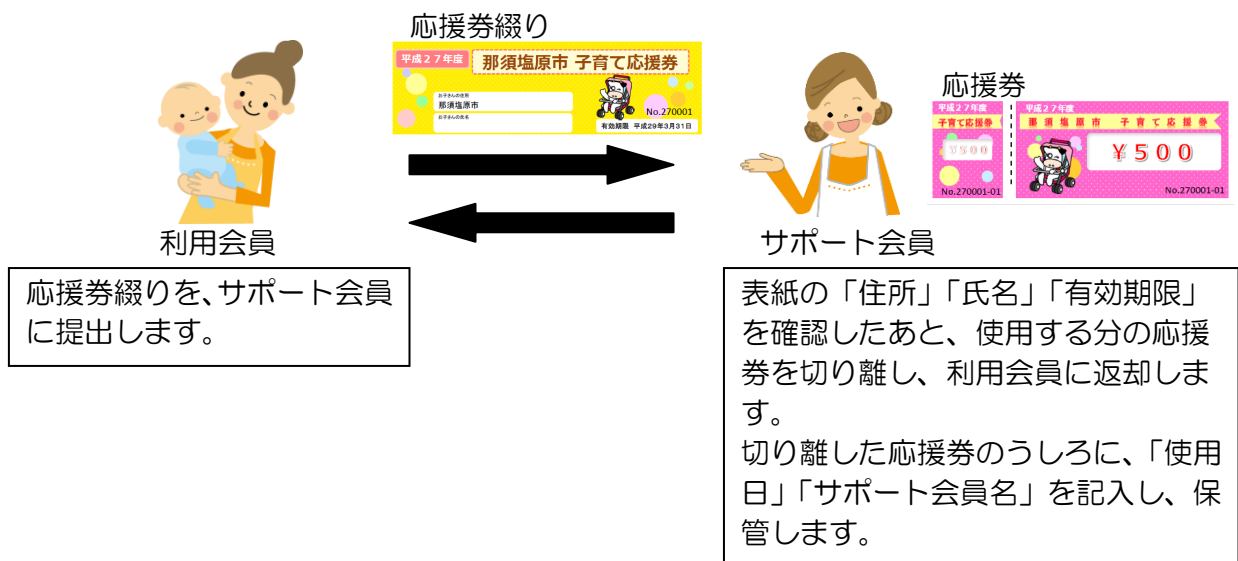 応援券綴り
平成27年度
那須塩原市 子育て応援券
お子さんの住所
那須塩原市
お子さんの氏名
No.270001
有効期限 平成29年3月31日
応援券
平成27年度
子育て応援券
¥500
No.270001-01
平成27年度
那須塩原市 子育て応援券
¥500
No.270001-01
利用会員
サポート会員
応援券綴りを、サポート会員
に提出します。
表紙の「住所」「氏名」「有効期限」
を確認したあと、使用する分の応援
券を切り離し、利用会員に返却しま
す。
切り離した応援券のうしろに、「使用
日」「サポート会員名」を記入し、保
管します。